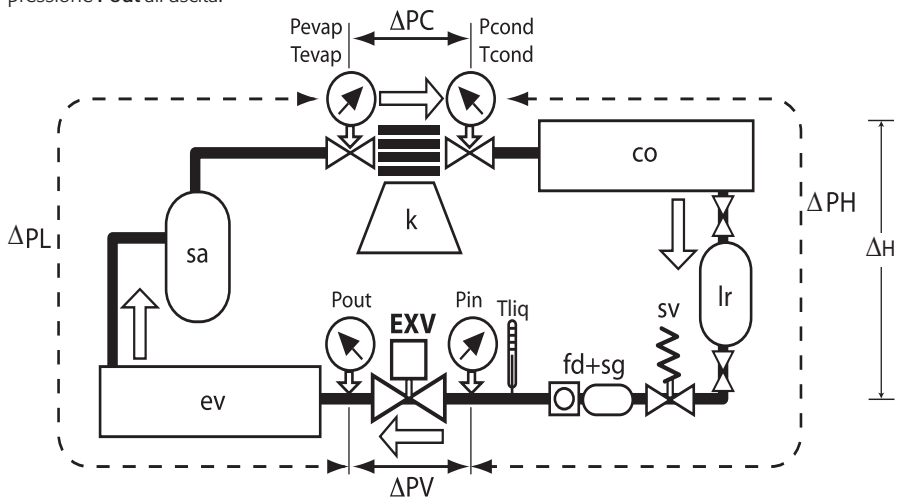 pressione Pout all'uscita.
Pevap
Tevap
ΔPC
Pcond
Tcond
co
k
sa
ΔPL
ΔPH
ΔH
lr
Pout
EXV
Pin
Tliq
sv
fd+sg
ev
ΔPV